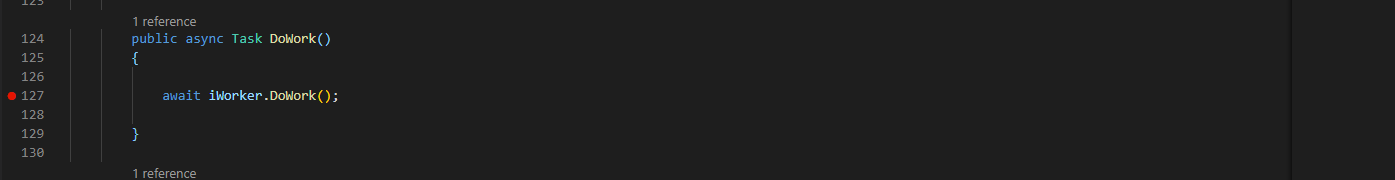 123
1 reference
124 public async Task DoWork()
125 {
126
127 await iWorker.DoWork();
128
129 }
130
1 reference